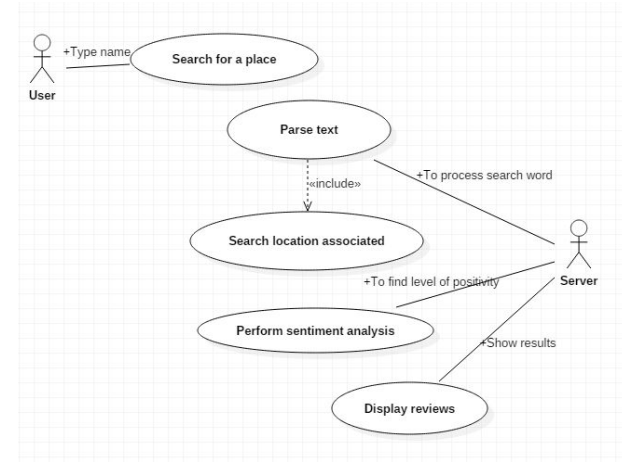 +Type name
Search for a place
User
Parse text
+To process search word
«include»
Search location associated
Server
+To find level of positivity
Perform sentiment analysis
+Show results
Display reviews